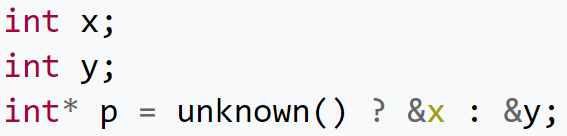 int x;
int y;
int* p = unknown() ? &x : &y;